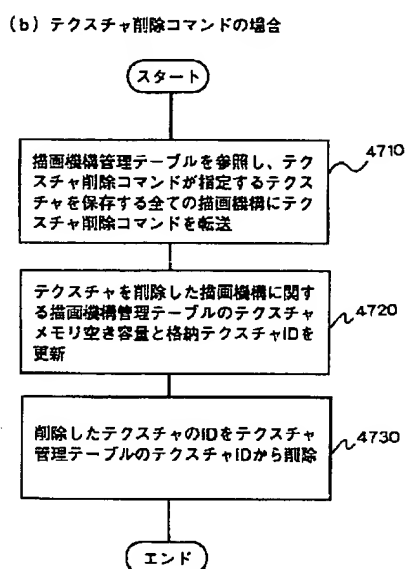 (b) テクスチャ削除コマンドの場合
スタート
描画機構管理テーブルを参照し、テク
スチャ削除コマンドが指定するテクス
チャを保存する全ての描画機構にテク
スチャ削除コマンドを転送
4710
テクスチャを削除した描画機構に関す
る描画機構管理テーブルのテクスチャ
メモリ空き容量と格納テクスチャIDを
更新
4720
削除したテクスチャのIDをテクスチャ
管理テーブルのテクスチャIDから削除
4730
エンド